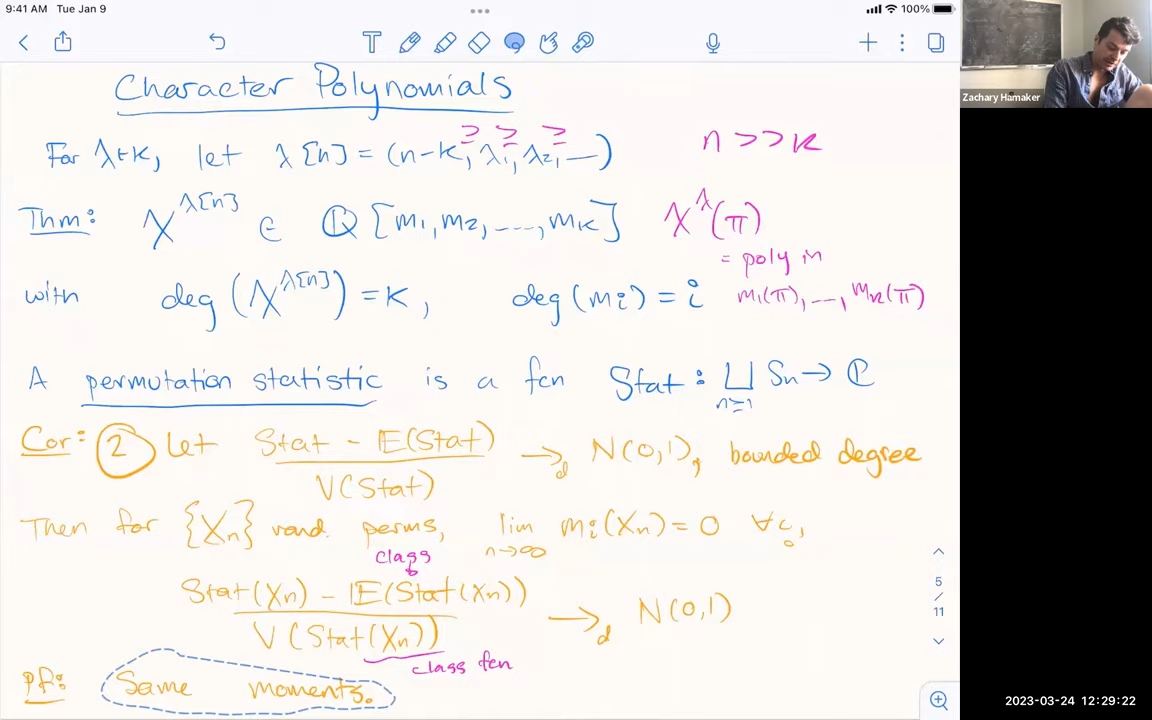 9:41 AM Tue Jan 9
100%
Character Polynomials
For λ⊢K, let λ[n] = (n-K, λ1, λ2, ...) n >> K
≥ ≥ ≥
Thm: χ^λ[n] ∈ ℚ[m1, m2, ..., mK] χ^λ(π)
= poly in
with deg(χ^λ[n]) = K, deg(mi) = i m1(π), ..., mK(π)
A permutation statistic is a fcn Stat: ⊔ Sn → ℂ
n≥1
Cor: 2 Let Stat - E(Stat) →d N(0,1), bounded degree
V(Stat)
Then for {Xn} rand. perms, lim mi(Xn) = 0 ∀i,
n→∞
class
Stat(Xn) - E(Stat(Xn)) →d N(0,1)
V(Stat(Xn))
class fcn
Pf: Same moments.
Zachary Hamaker
5
/
11
2023-03-24 12:29:22